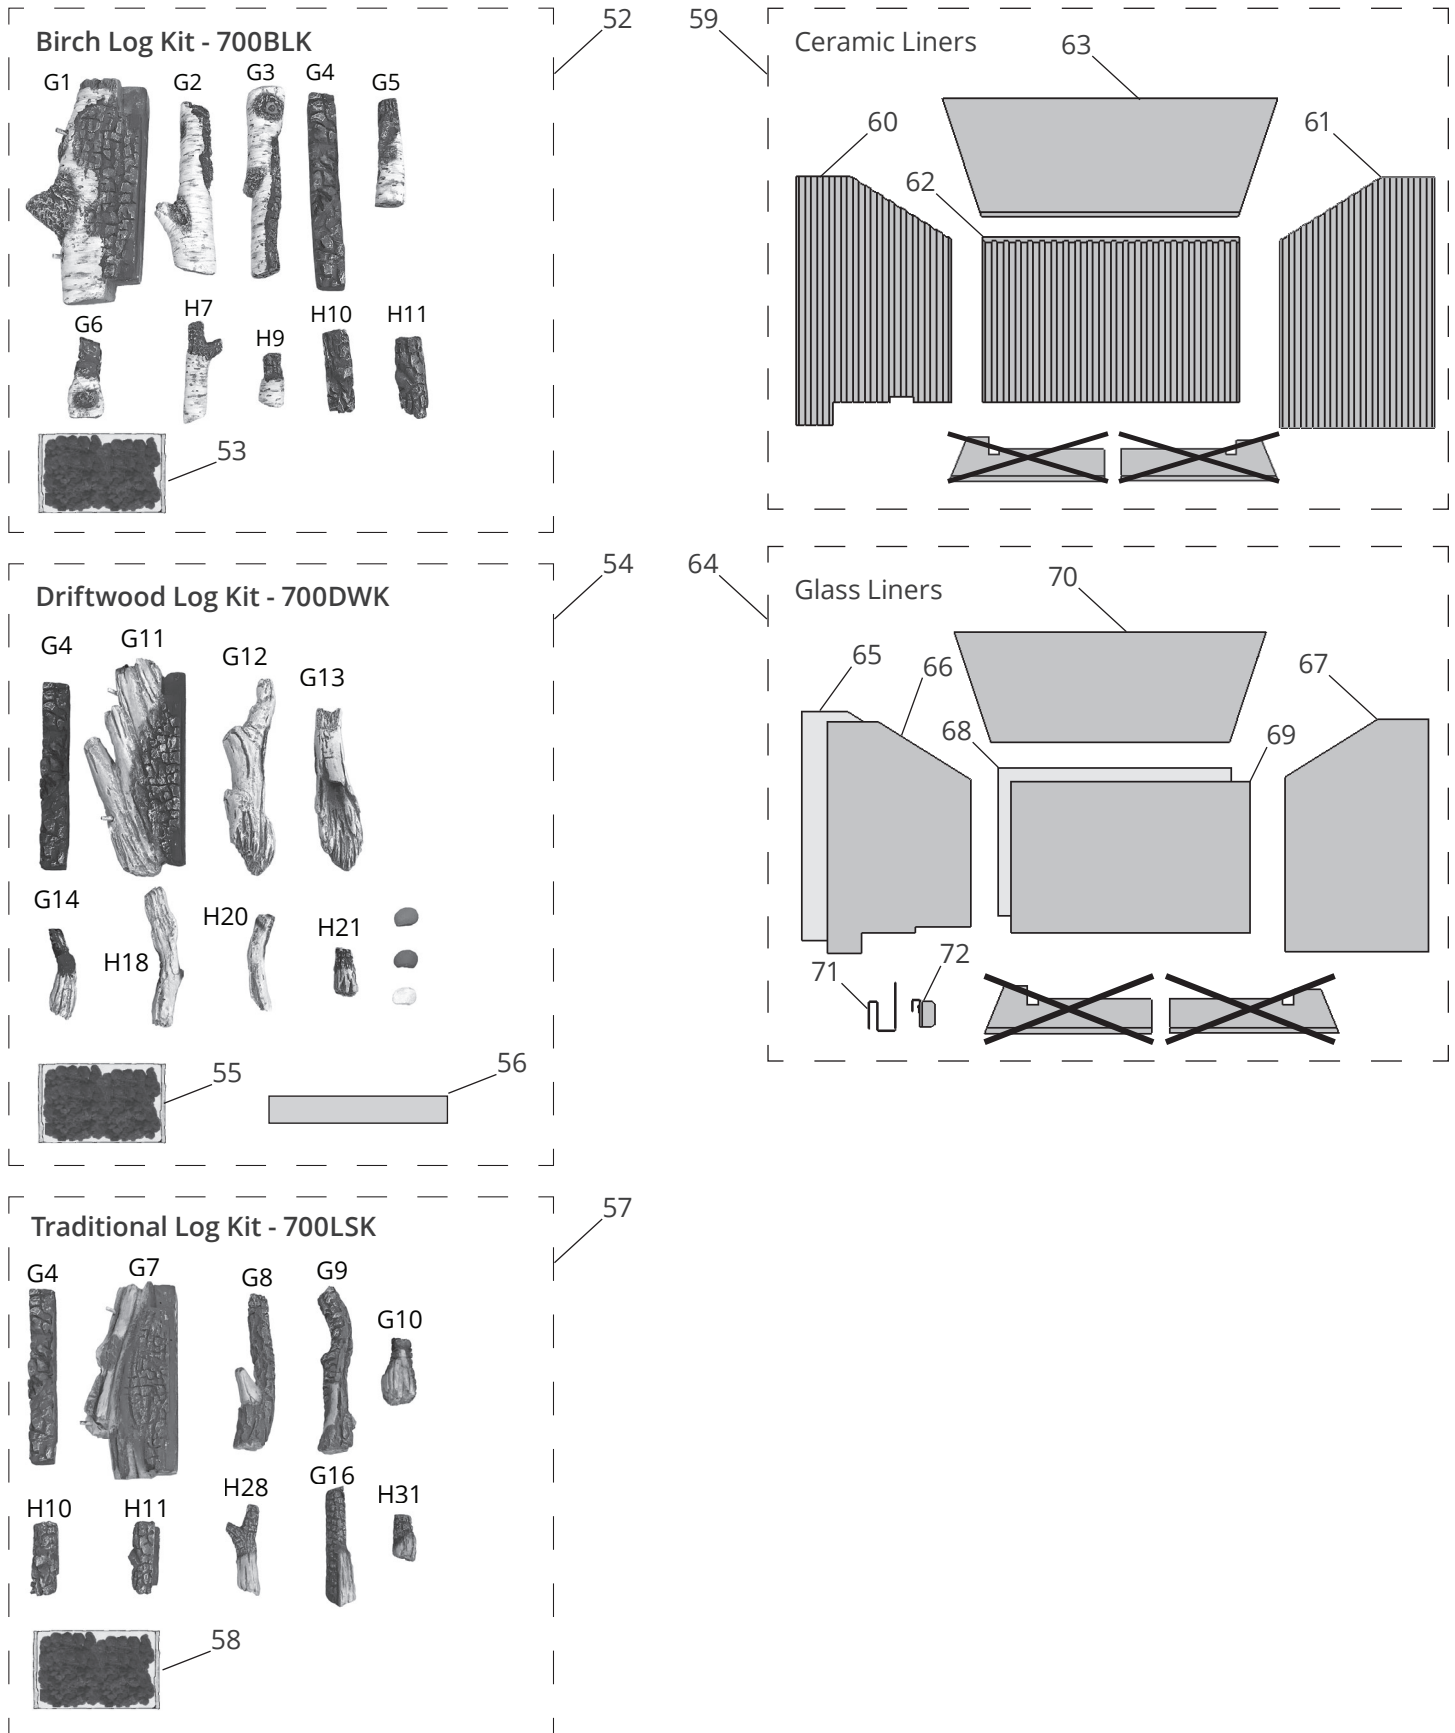 52
Birch Log Kit - 700BLK
G1
G2
G3
G4
G5
G6
H7
H9
H10
H11
53
54
Driftwood Log Kit - 700DWK
G4
G11
G12
G13
G14
H18
H20
H21
55
56
57
Traditional Log Kit - 700LSK
G4
G7
G8
G9
G10
H10
H11
H28
G16
H31
58
59
Ceramic Liners
63
60
61
62
64
Glass Liners
70
65
66
67
68
69
71
72